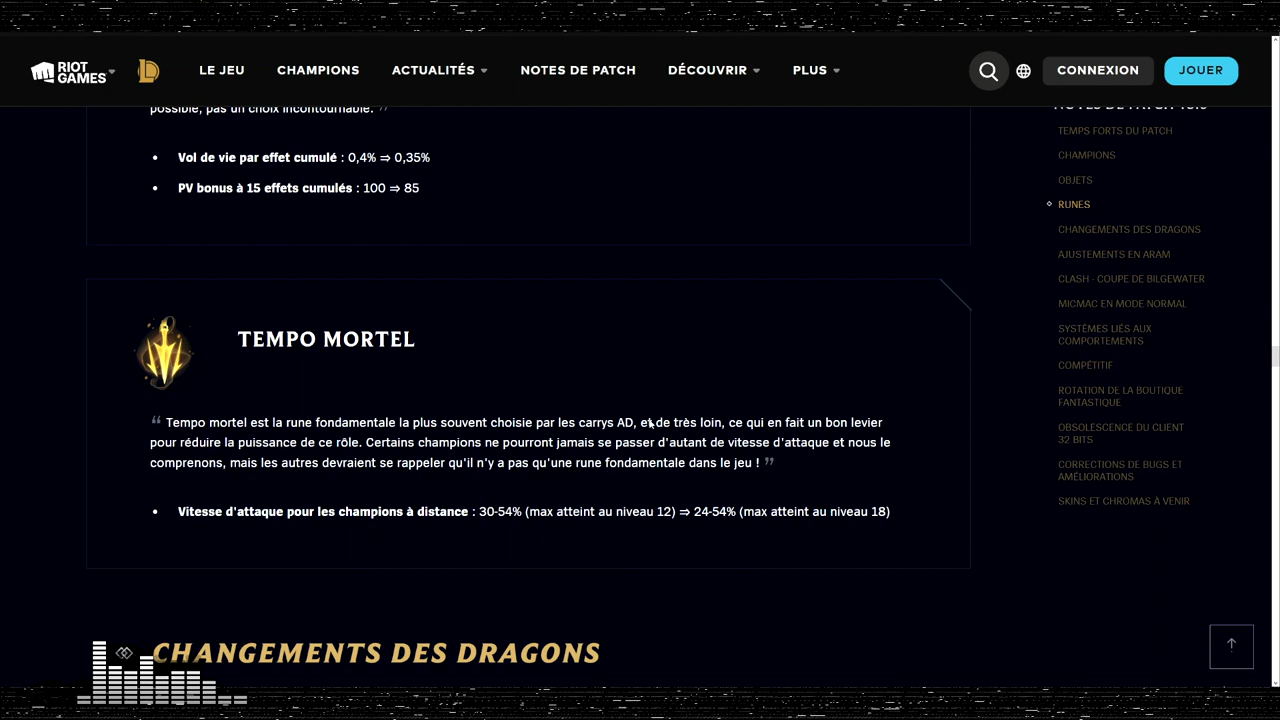 RIOT GAMES
LE JEU
CHAMPIONS
ACTUALITÉS
NOTES DE PATCH
DÉCOUVRIR
PLUS
CONNEXION
JOUER
possible, pas un choix incontournable. ”
• Vol de vie par effet cumulé : 0,4% ⇒ 0,35%
• PV bonus à 15 effets cumulés : 100 ⇒ 85
TEMPO MORTEL
“ Tempo mortel est la rune fondamentale la plus souvent choisie par les carrys AD, et de très loin, ce qui en fait un bon levier
pour réduire la puissance de ce rôle. Certains champions ne pourront jamais se passer d'autant de vitesse d'attaque et nous le
comprenons, mais les autres devraient se rappeler qu'il n'y a pas qu'une rune fondamentale dans le jeu ! ”
• Vitesse d'attaque pour les champions à distance : 30-54% (max atteint au niveau 12) ⇒ 24-54% (max atteint au niveau 18)
CHANGEMENTS DES DRAGONS
TEMPS FORTS DU PATCH
CHAMPIONS
OBJETS
RUNES
CHANGEMENTS DES DRAGONS
AJUSTEMENTS EN ARAM
CLASH - COUPE DE BILGEWATER
MICMAC EN MODE NORMAL
SYSTÈMES LIÉS AUX
COMPORTEMENTS
COMPÉTITIF
ROTATION DE LA BOUTIQUE
FANTASTIQUE
OBSOLESCENCE DU CLIENT
32 BITS
CORRECTIONS DE BUGS ET
AMÉLIORATIONS
SKINS ET CHROMAS À VENIR